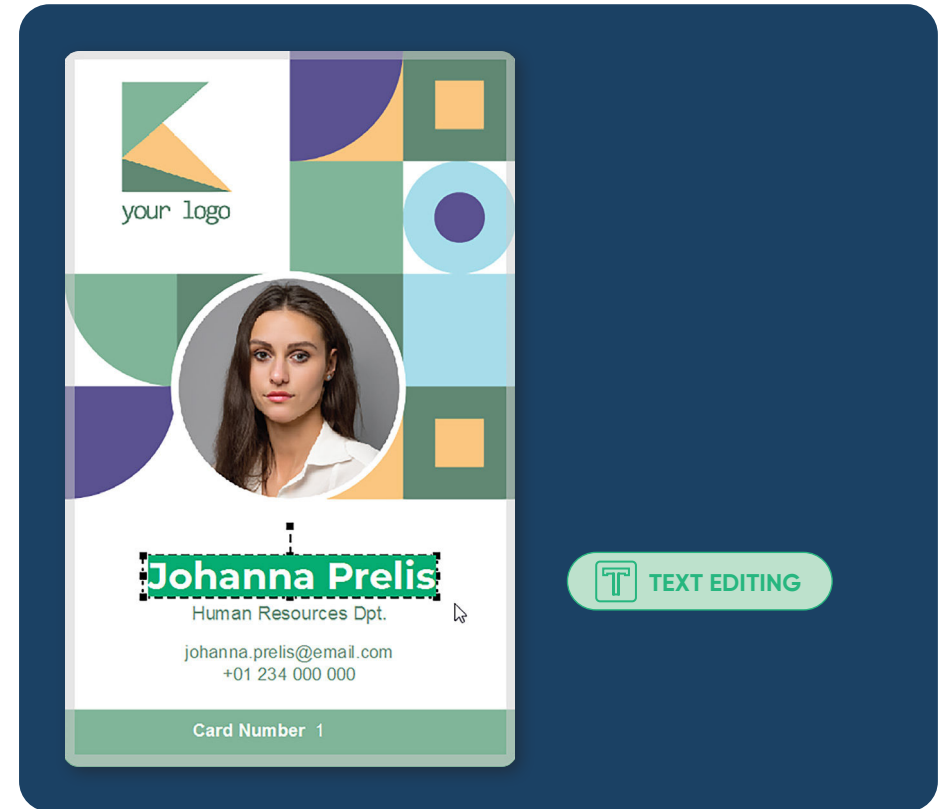 your logo
Johanna Prelis
Human Resources Dpt.
johanna.prelis@email.com
+01 234 000 000
Card Number 1
TEXT EDITING